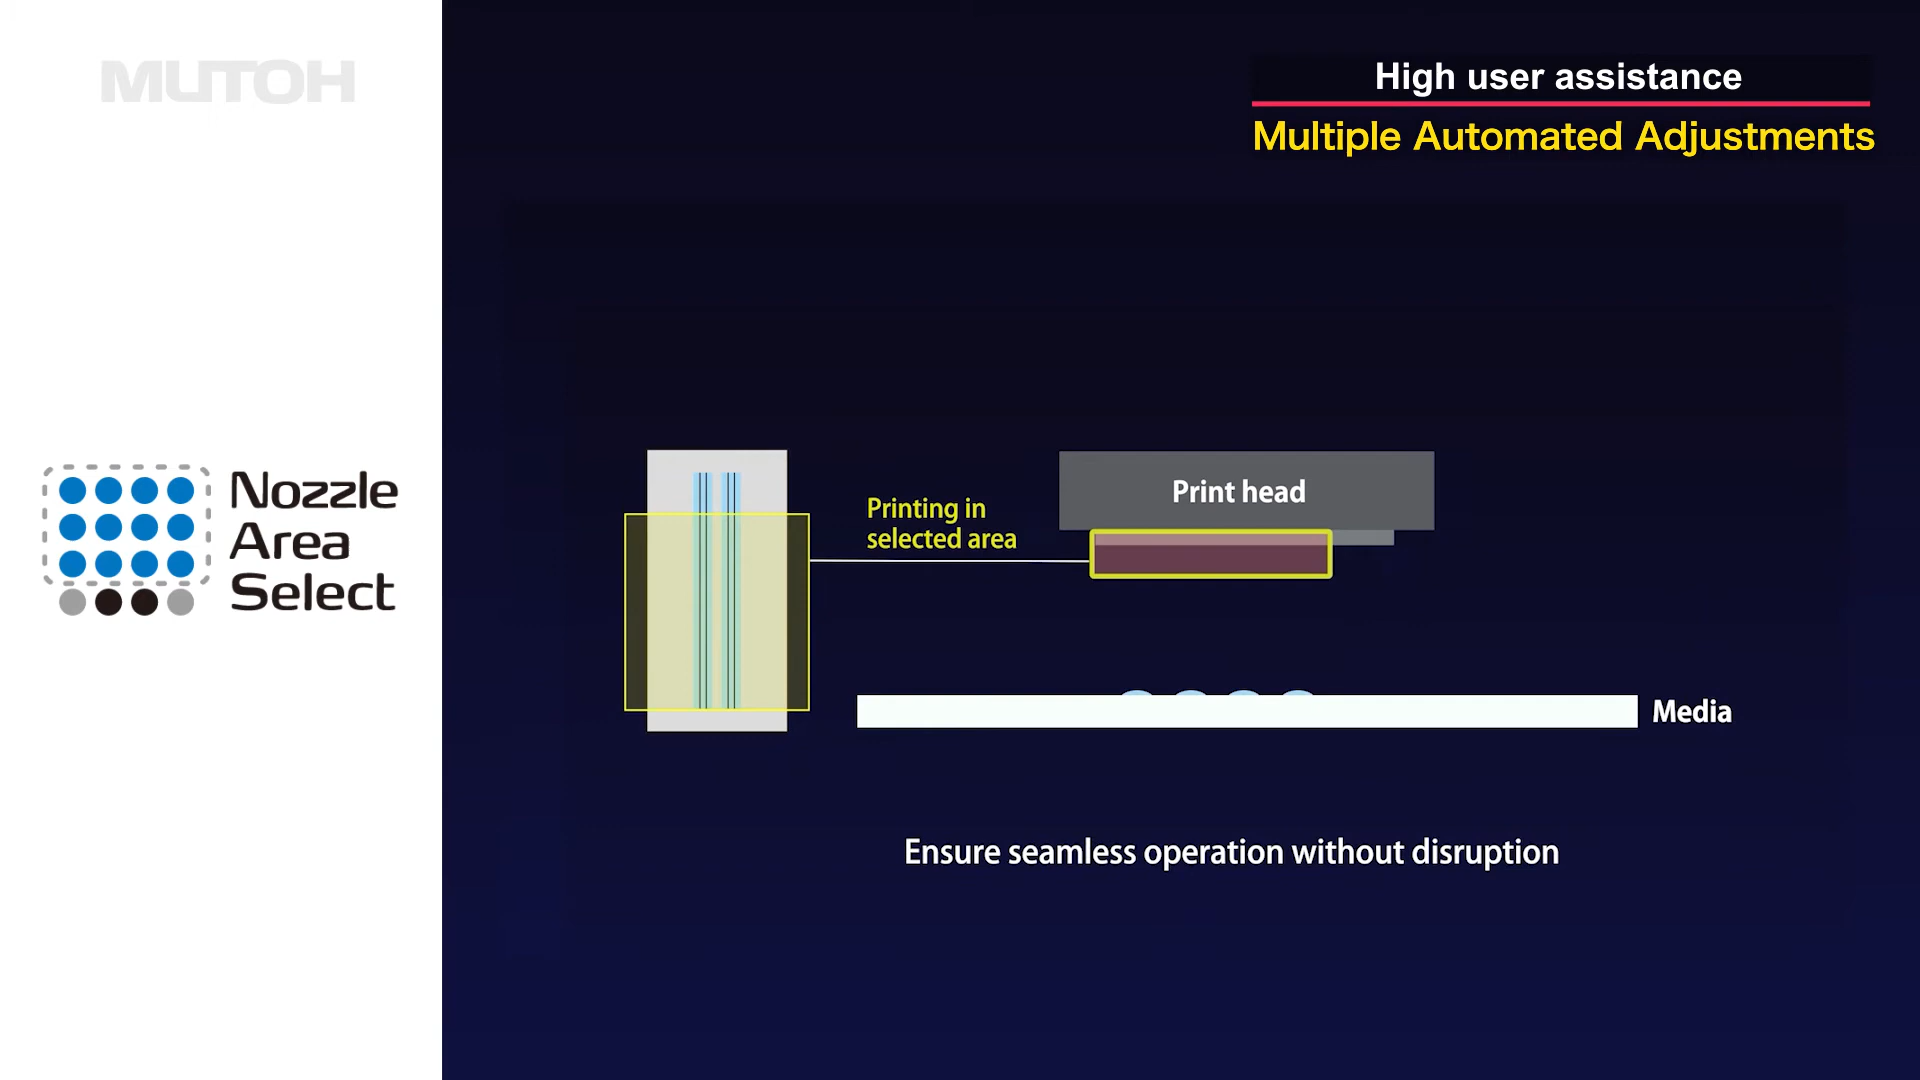 MUTOH
High user assistance
Multiple Automated Adjustments
Nozzle
Area
Select
Printing in
selected area
Print head
Media
Ensure seamless operation without disruption